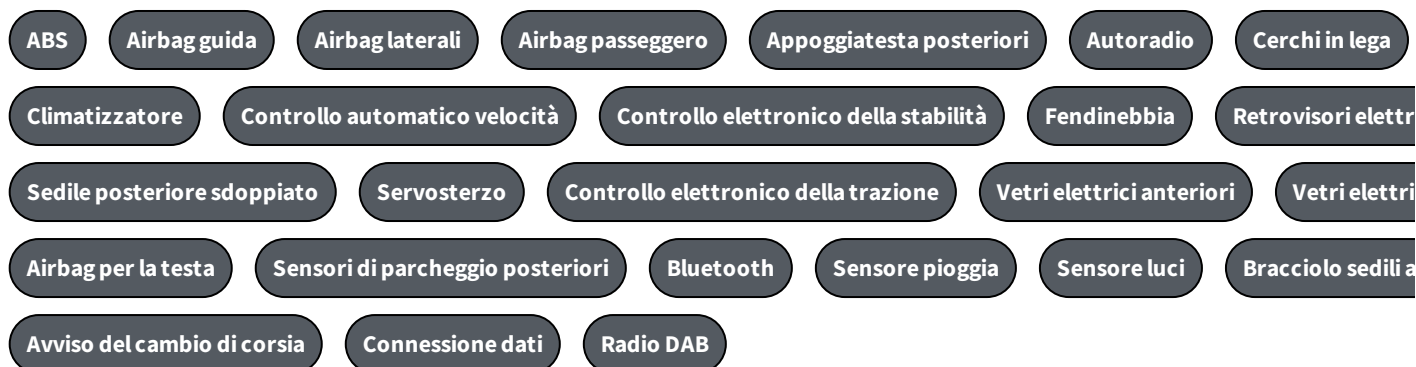 ABS Airbag guida Airbag laterali Airbag passeggero Appoggiatesta posteriori Autoradio Cerchi in lega
Climatizzatore Controllo automatico velocità Controllo elettronico della stabilità Fendinebbia Retrovisori
Sedile posteriore sdoppiato Servosterzo Controllo elettronico della trazione Vetri elettrici anteriori Vetri
Airbag per la testa Sensori di parcheggio posteriori Bluetooth Sensore pioggia Sensore luci Bracciolo sedili
Avviso del cambio di corsia Connessione dati Radio DAB